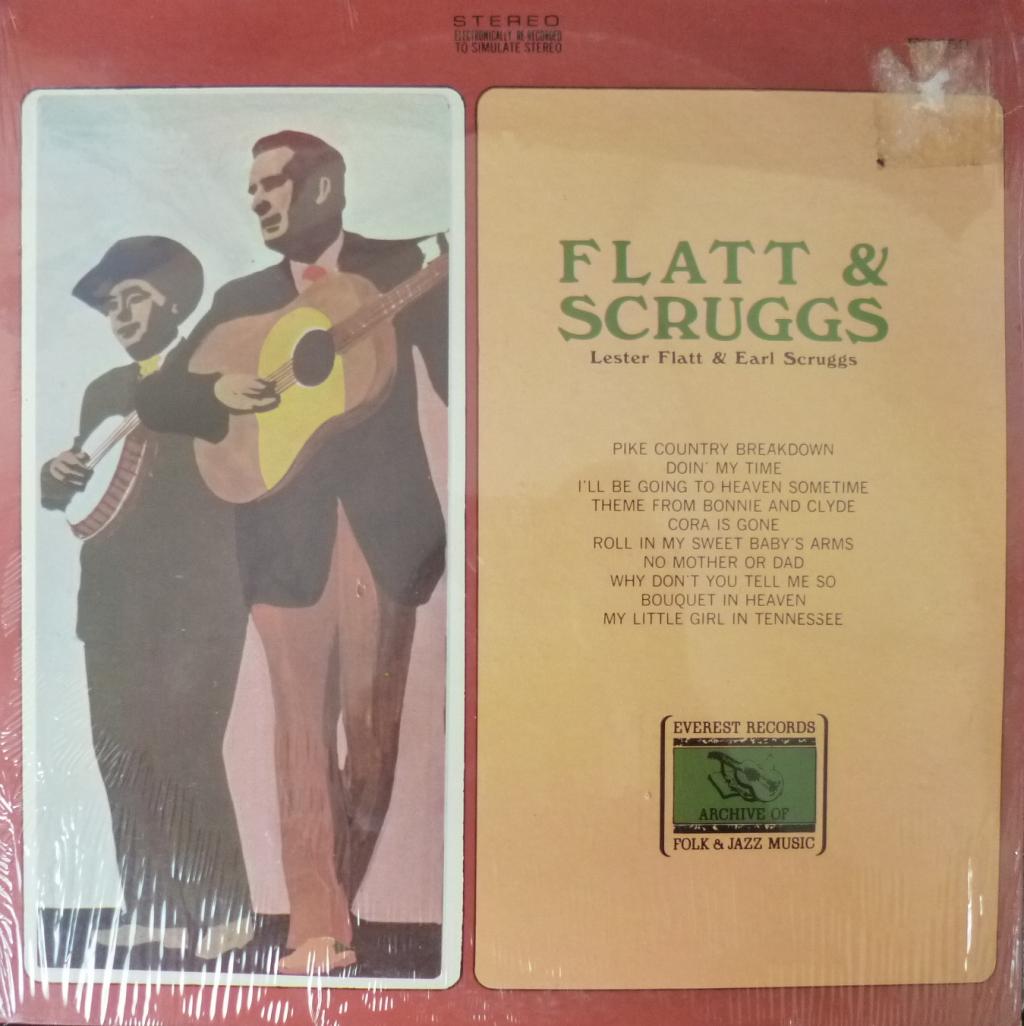 STEREO
ELECTRONICALLY RE-RECORDED
TO SIMULATE STEREO
FLATT &
SCRUGGS
Lester Flatt & Earl Scruggs
PIKE COUNTRY BREAKDOWN
DOIN' MY TIME
I'LL BE GOING TO HEAVEN SOMETIME
THEME FROM BONNIE AND CLYDE
CORA IS GONE
ROLL IN MY SWEET BABY'S ARMS
NO MOTHER OR DAD
WHY DON'T YOU TELL ME SO
BOUQUET IN HEAVEN
MY LITTLE GIRL IN TENNESSEE
EVEREST RECORDS
ARCHIVE OF
FOLK & JAZZ MUSIC